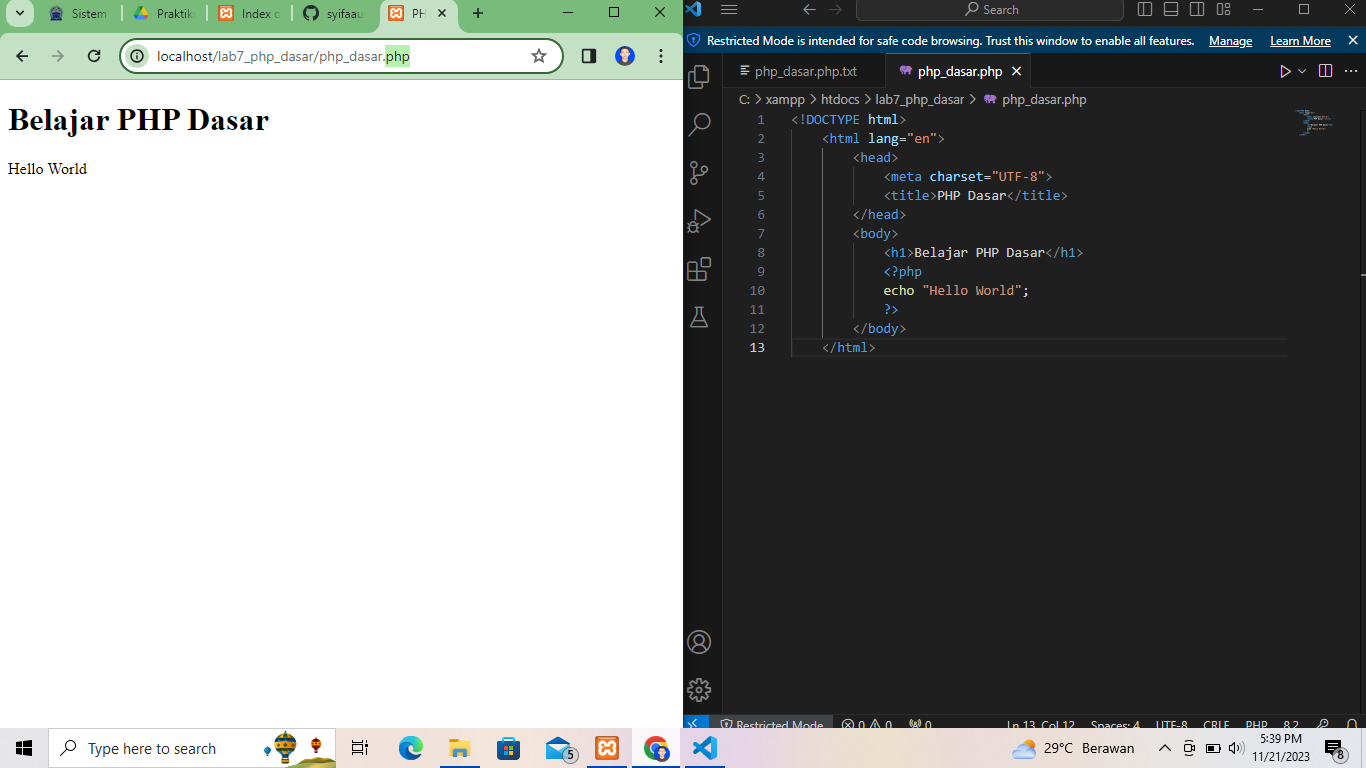 Sistem
Praktik
Index o
syifaau
PH
localhost/lab7_php_dasar/php_dasar.php
Belajar PHP Dasar
Hello World
Search
Restricted Mode is intended for safe code browsing. Trust this window to enable all features. Manage Learn More
php_dasar.php.txt
php_dasar.php
C: > xampp > htdocs > lab7_php_dasar > php_dasar.php
1 <!DOCTYPE html>
2 <html lang="en">
3 <head>
4 <meta charset="UTF-8">
5 <title>PHP Dasar</title>
6 </head>
7 <body>
8 <h1>Belajar PHP Dasar</h1>
9 <?php
10 echo "Hello World";
11 ?>
12 </body>
13 </html>
Restricted Mode 0 0 0 Ln 13, Col 12 Spaces: 4 UTF-8 CRLF PHP 8.2
Type here to search
5
29°C Berawan
5:39 PM
11/21/2023
8